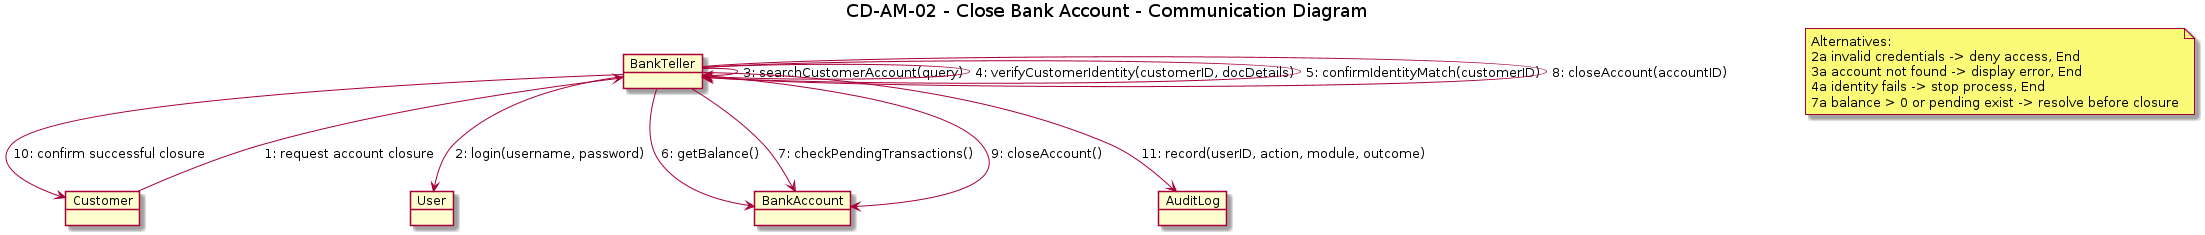 CD-AM-02 - Close Bank Account - Communication Diagram
Alternatives:
2a invalid credentials -> deny access, End
3a account not found -> display error, End
4a identity fails -> stop process, End
7a balance > 0 or pending exist -> resolve before closure
BankTeller
3: searchCustomerAccount(query)
4: verifyCustomerIdentity(customerID, docDetails)
5: confirmIdentityMatch(customerID)
8: closeAccount(accountID)
10: confirm successful closure
1: request account closure
2: login(username, password)
6: getBalance()
7: checkPendingTransactions()
9: closeAccount()
11: record(userID, action, module, outcome)
Customer
User
BankAccount
AuditLog